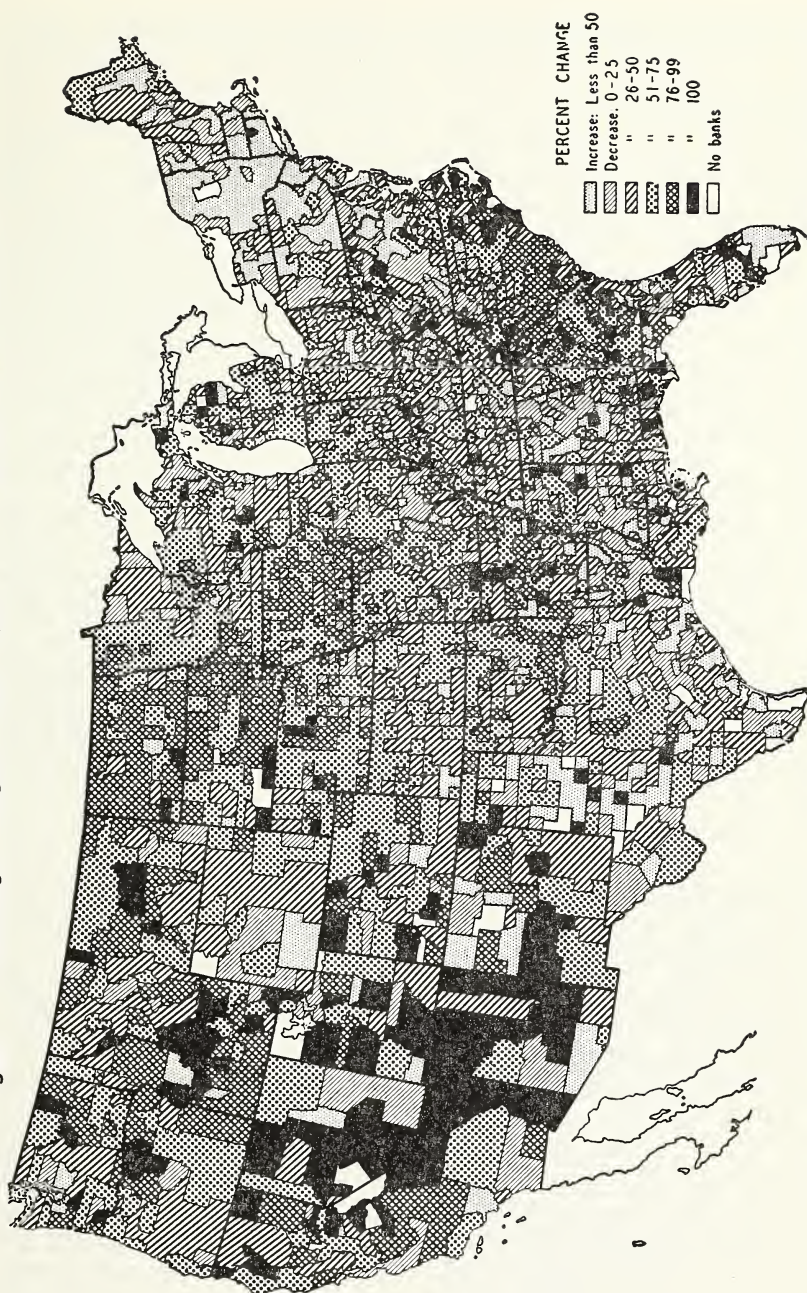 PERCENT CHANGE
Increase: Less than 50
Decrease: 0-25
" 26-50
" 51-75
" 76-99
" 100
No banks